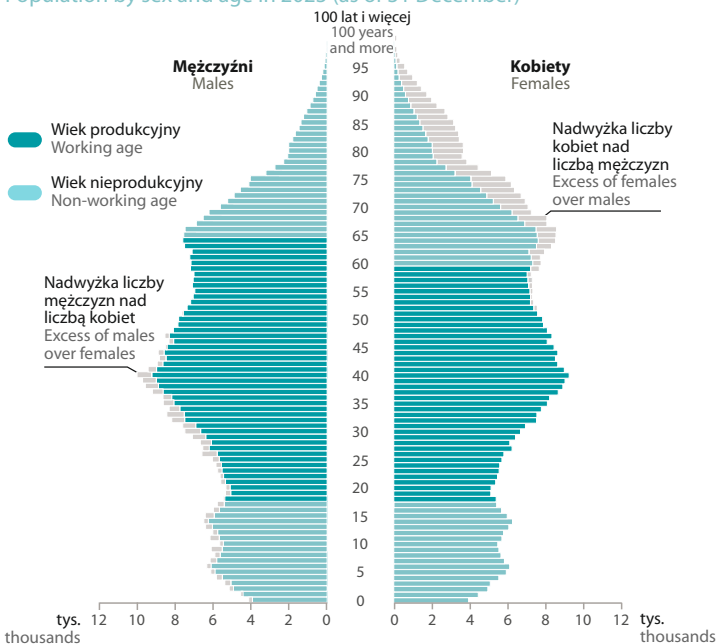 Population by sex and age in 2023 (as of 31 December)
100 lat i więcej
100 years
and more
Mężczyźni
Males
Kobiety
Females
Wiek produkcyjny
Working age
Wiek nieprodukcyjny
Non-working age
Nadwyżka liczby
kobiet nad
liczbą mężczyzn
Excess of females
over males
Nadwyżka liczby
mężczyzn nad
liczbą kobiet
Excess of males
over females
95
90
85
80
75
70
65
60
55
50
45
40
35
30
25
20
15
10
5
0
tys.
thousands
12 10 8 6 4 2 0
0 2 4 6 8 10 12
tys.
thousands